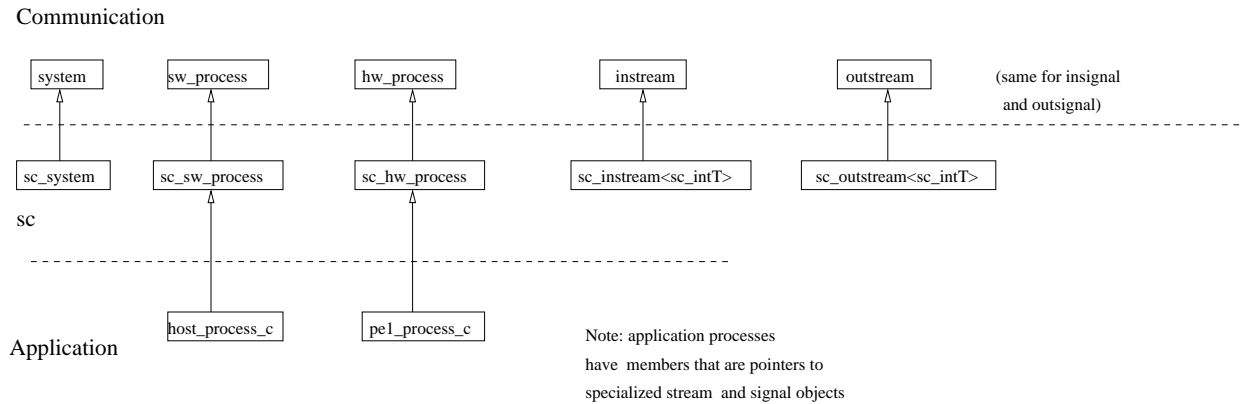 Communication
system
sw_process
hw_process
instream
outstream
(same for insignal
and outsignal)
sc_system
sc_sw_process
sc_hw_process
sc_instream<sc_intT>
sc_outstream<sc_intT>
sc
host_process_c
pe1_process_c
Application
Note: application processes
have members that are pointers to
specialized stream and signal objects